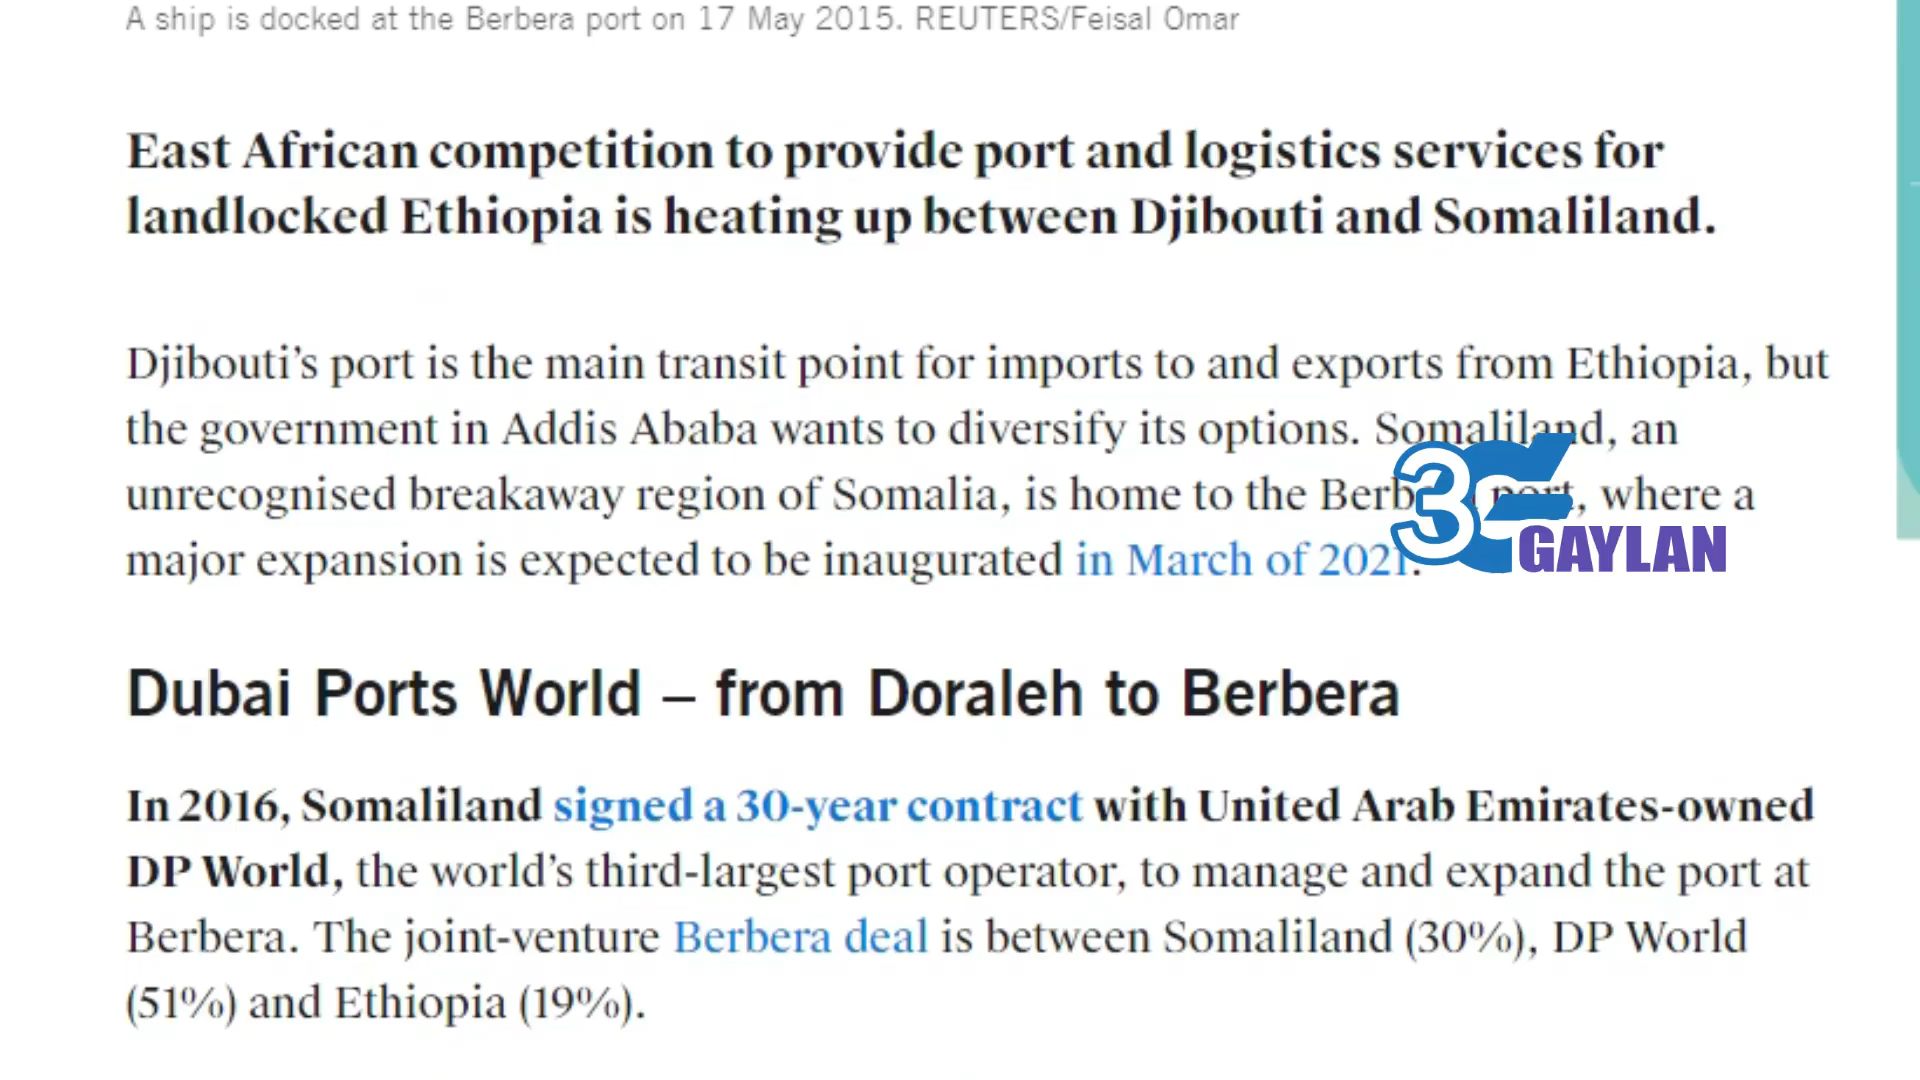 A ship is docked at the Berbera port on 17 May 2015. REUTERS/Feisal Omar
East African competition to provide port and logistics services for
landlocked Ethiopia is heating up between Djibouti and Somaliland.
Djibouti’s port is the main transit point for imports to and exports from Ethiopia, but
the government in Addis Ababa wants to diversify its options. Somaliland, an
unrecognised breakaway region of Somalia, is home to the Berbera port, where a
major expansion is expected to be inaugurated in March of 2021.
3G
GAYLAN
Dubai Ports World – from Doraleh to Berbera
In 2016, Somaliland signed a 30-year contract with United Arab Emirates-owned
DP World, the world’s third-largest port operator, to manage and expand the port at
Berbera. The joint-venture Berbera deal is between Somaliland (30%), DP World
(51%) and Ethiopia (19%).